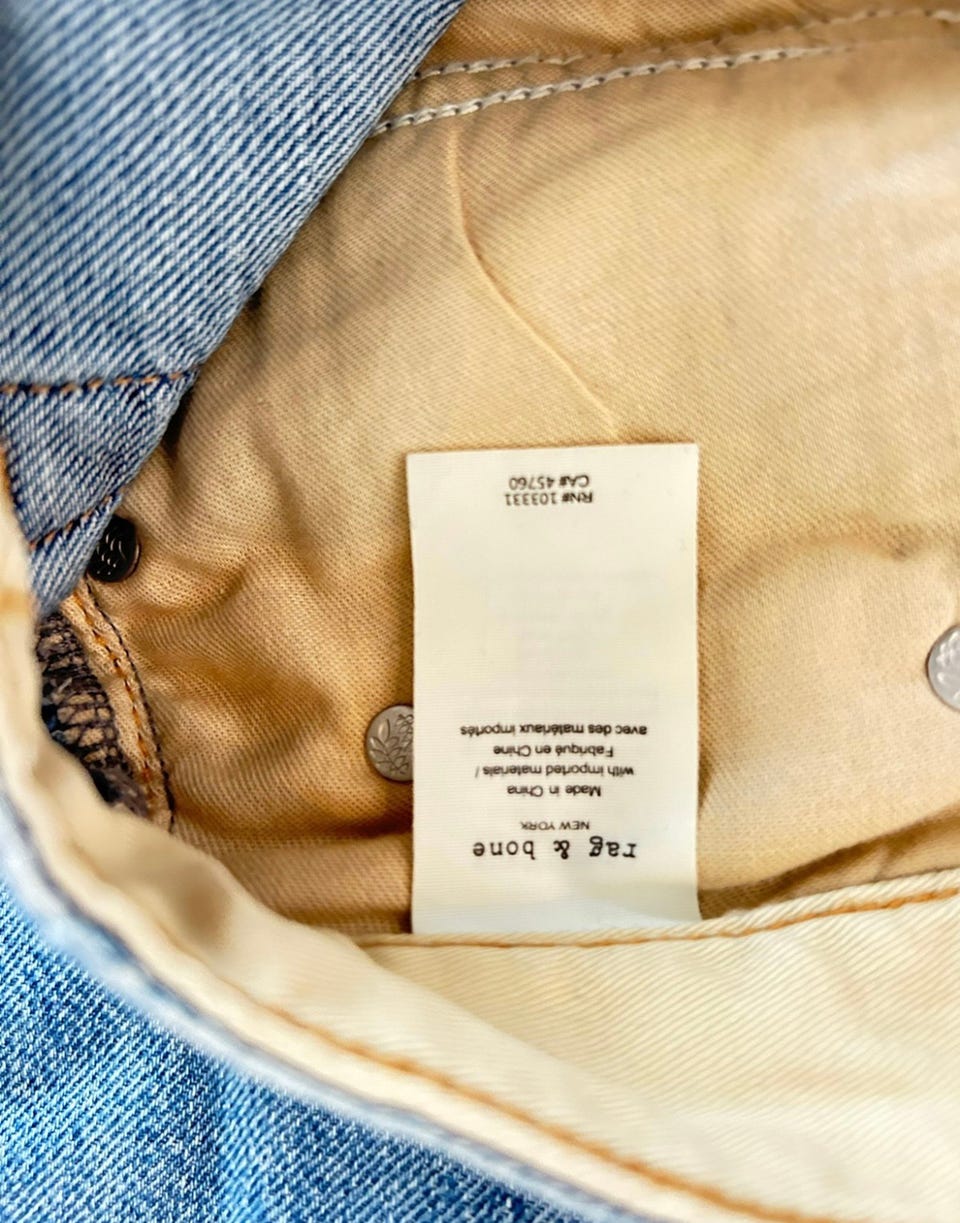 rag & bone
NEW YORK
Made in China
with imported materials /
Fabriqué en Chine
avec des matériaux importés
RN# 103331
CA# 45760